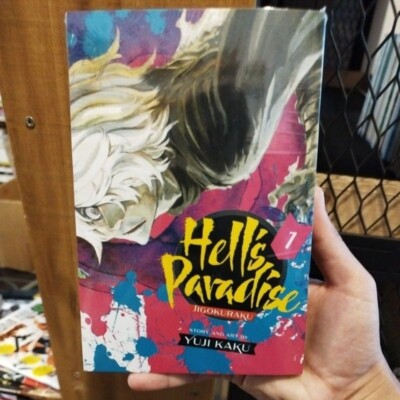 Hell's
Paradise
1
JIGOKURAKU
STORY AND ART BY
YUJI KAKU